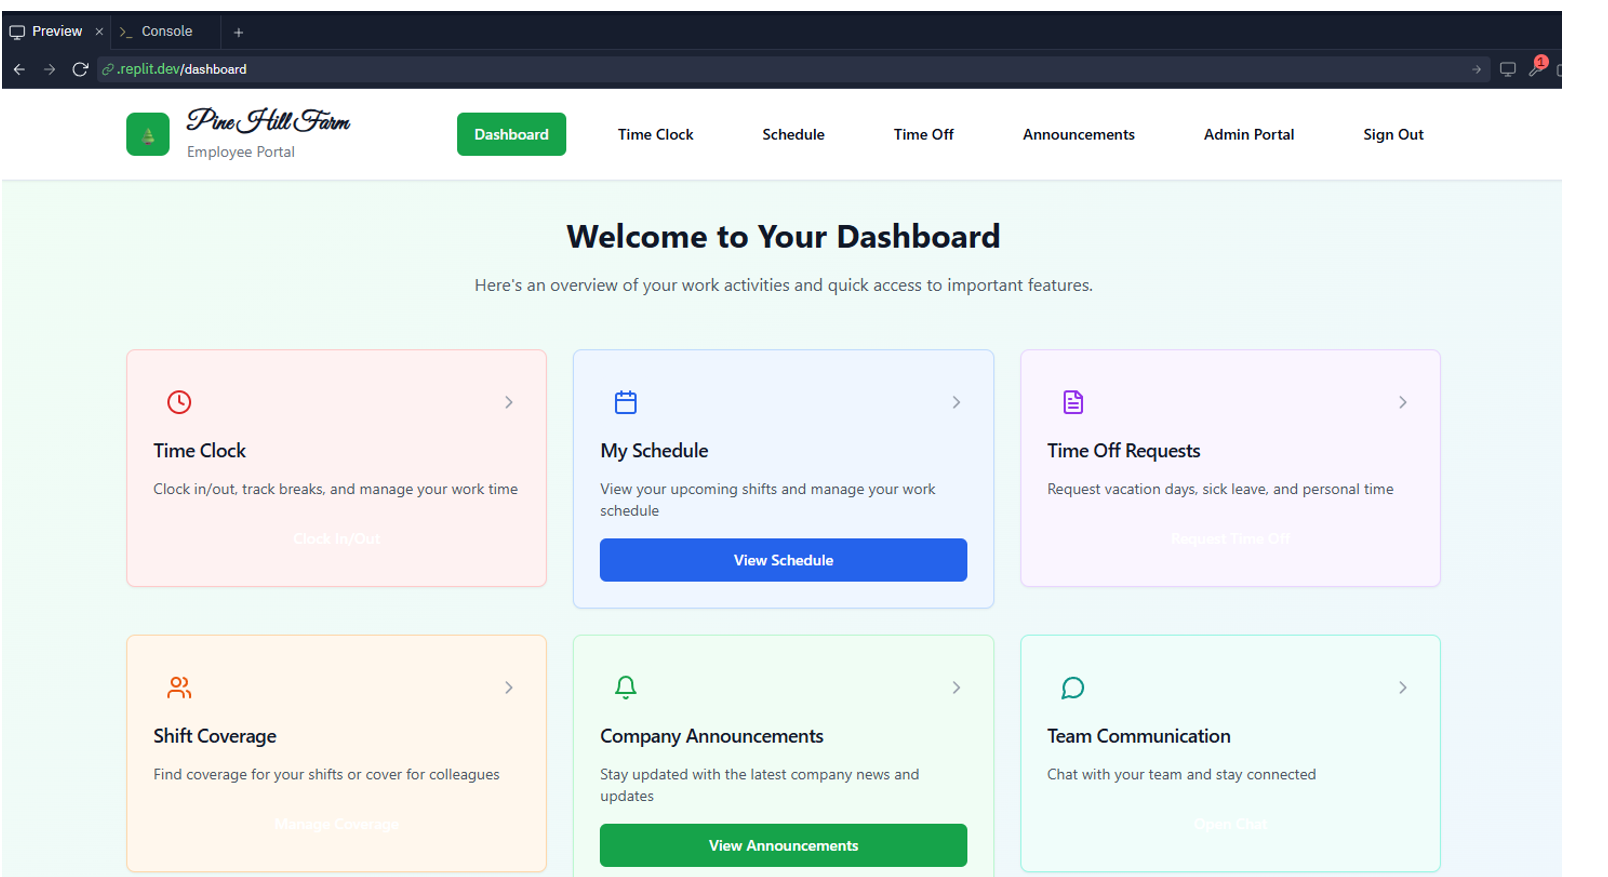 Preview
Console
.replit.dev/dashboard
1
Pine Hill Farm
Employee Portal
Dashboard
Time Clock
Schedule
Time Off
Announcements
Admin Portal
Sign Out
Welcome to Your Dashboard
Here's an overview of your work activities and quick access to important features.
Time Clock
Clock in/out, track breaks, and manage your work time
Clock In/Out
My Schedule
View your upcoming shifts and manage your work
schedule
View Schedule
Time Off Requests
Request vacation days, sick leave, and personal time
Request Time Off
Shift Coverage
Find coverage for your shifts or cover for colleagues
Manage Coverage
Company Announcements
Stay updated with the latest company news and
updates
View Announcements
Team Communication
Chat with your team and stay connected
Open Chat